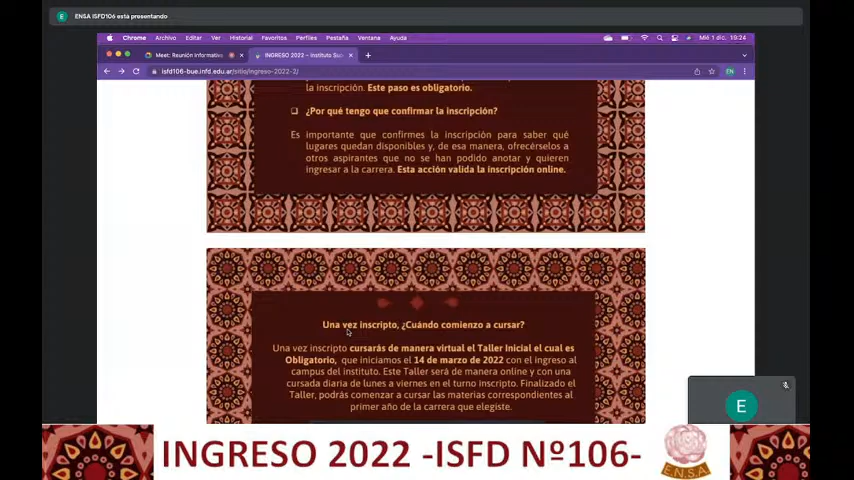 ENSA ISFD106 está presentando
Chrome Archivo Editar Ver Historial Favoritos Perfiles Pestaña Ventana Ayuda
Mié 1 dic. 19:24
Meet: Reunión Informativa
INGRESO 2022 – Instituto Su
isfd106-bue.infd.edu.ar/sitio/ingreso-2022-2/
EN
la inscripción. Este paso es obligatorio.
¿Por qué tengo que confirmar la inscripción?
Es importante que confirmes la inscripción para saber qué
lugares quedan disponibles y, de esa manera, ofrecérselos a
otros aspirantes que no se han podido anotar y quieren
ingresar a la carrera. Esta acción valida la inscripción online.
Una vez inscripto, ¿Cuándo comienzo a cursar?
Una vez inscripto cursarás de manera virtual el Taller Inicial el cual es
Obligatorio, que iniciamos el 14 de marzo de 2022 con el ingreso al
campus del instituto. Este Taller será de manera online y con una
cursada diaria de lunes a viernes en el turno inscripto. Finalizado el
Taller, podrás comenzar a cursar las materias correspondientes al
primer año de la carrera que elegiste.
E
INGRESO 2022 -ISFD Nº106-
E.N.S.A.